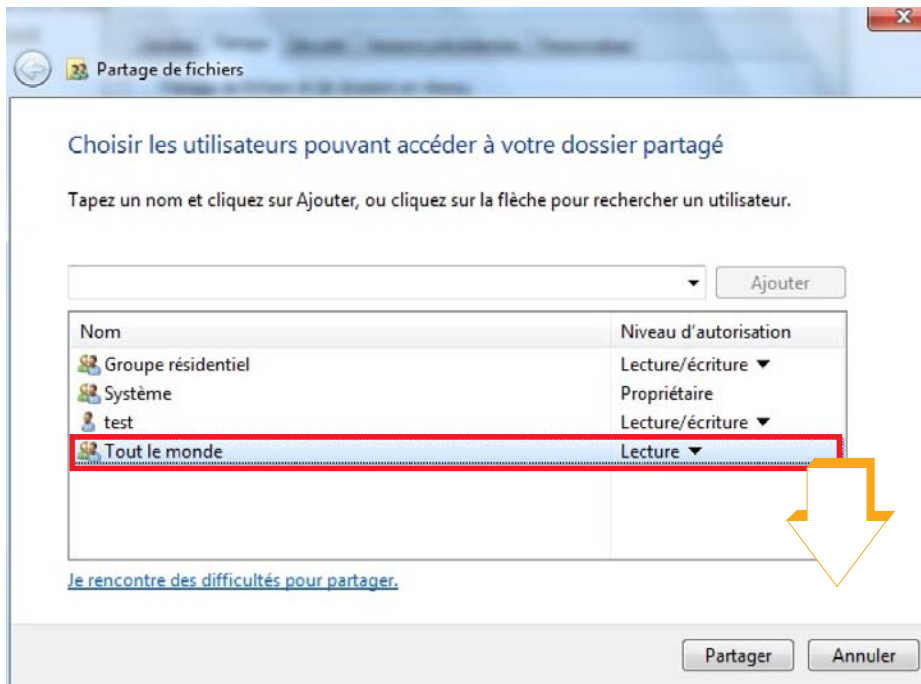 Partage de fichiers
Choisir les utilisateurs pouvant accéder à votre dossier partagé
Tapez un nom et cliquez sur Ajouter, ou cliquez sur la flèche pour rechercher un utilisateur.
Ajouter
Nom Niveau d'autorisation
Groupe résidentiel Lecture/écriture
Système Propriétaire
test Lecture/écriture
Tout le monde Lecture
Je rencontre des difficultés pour partager.
Partager Annuler